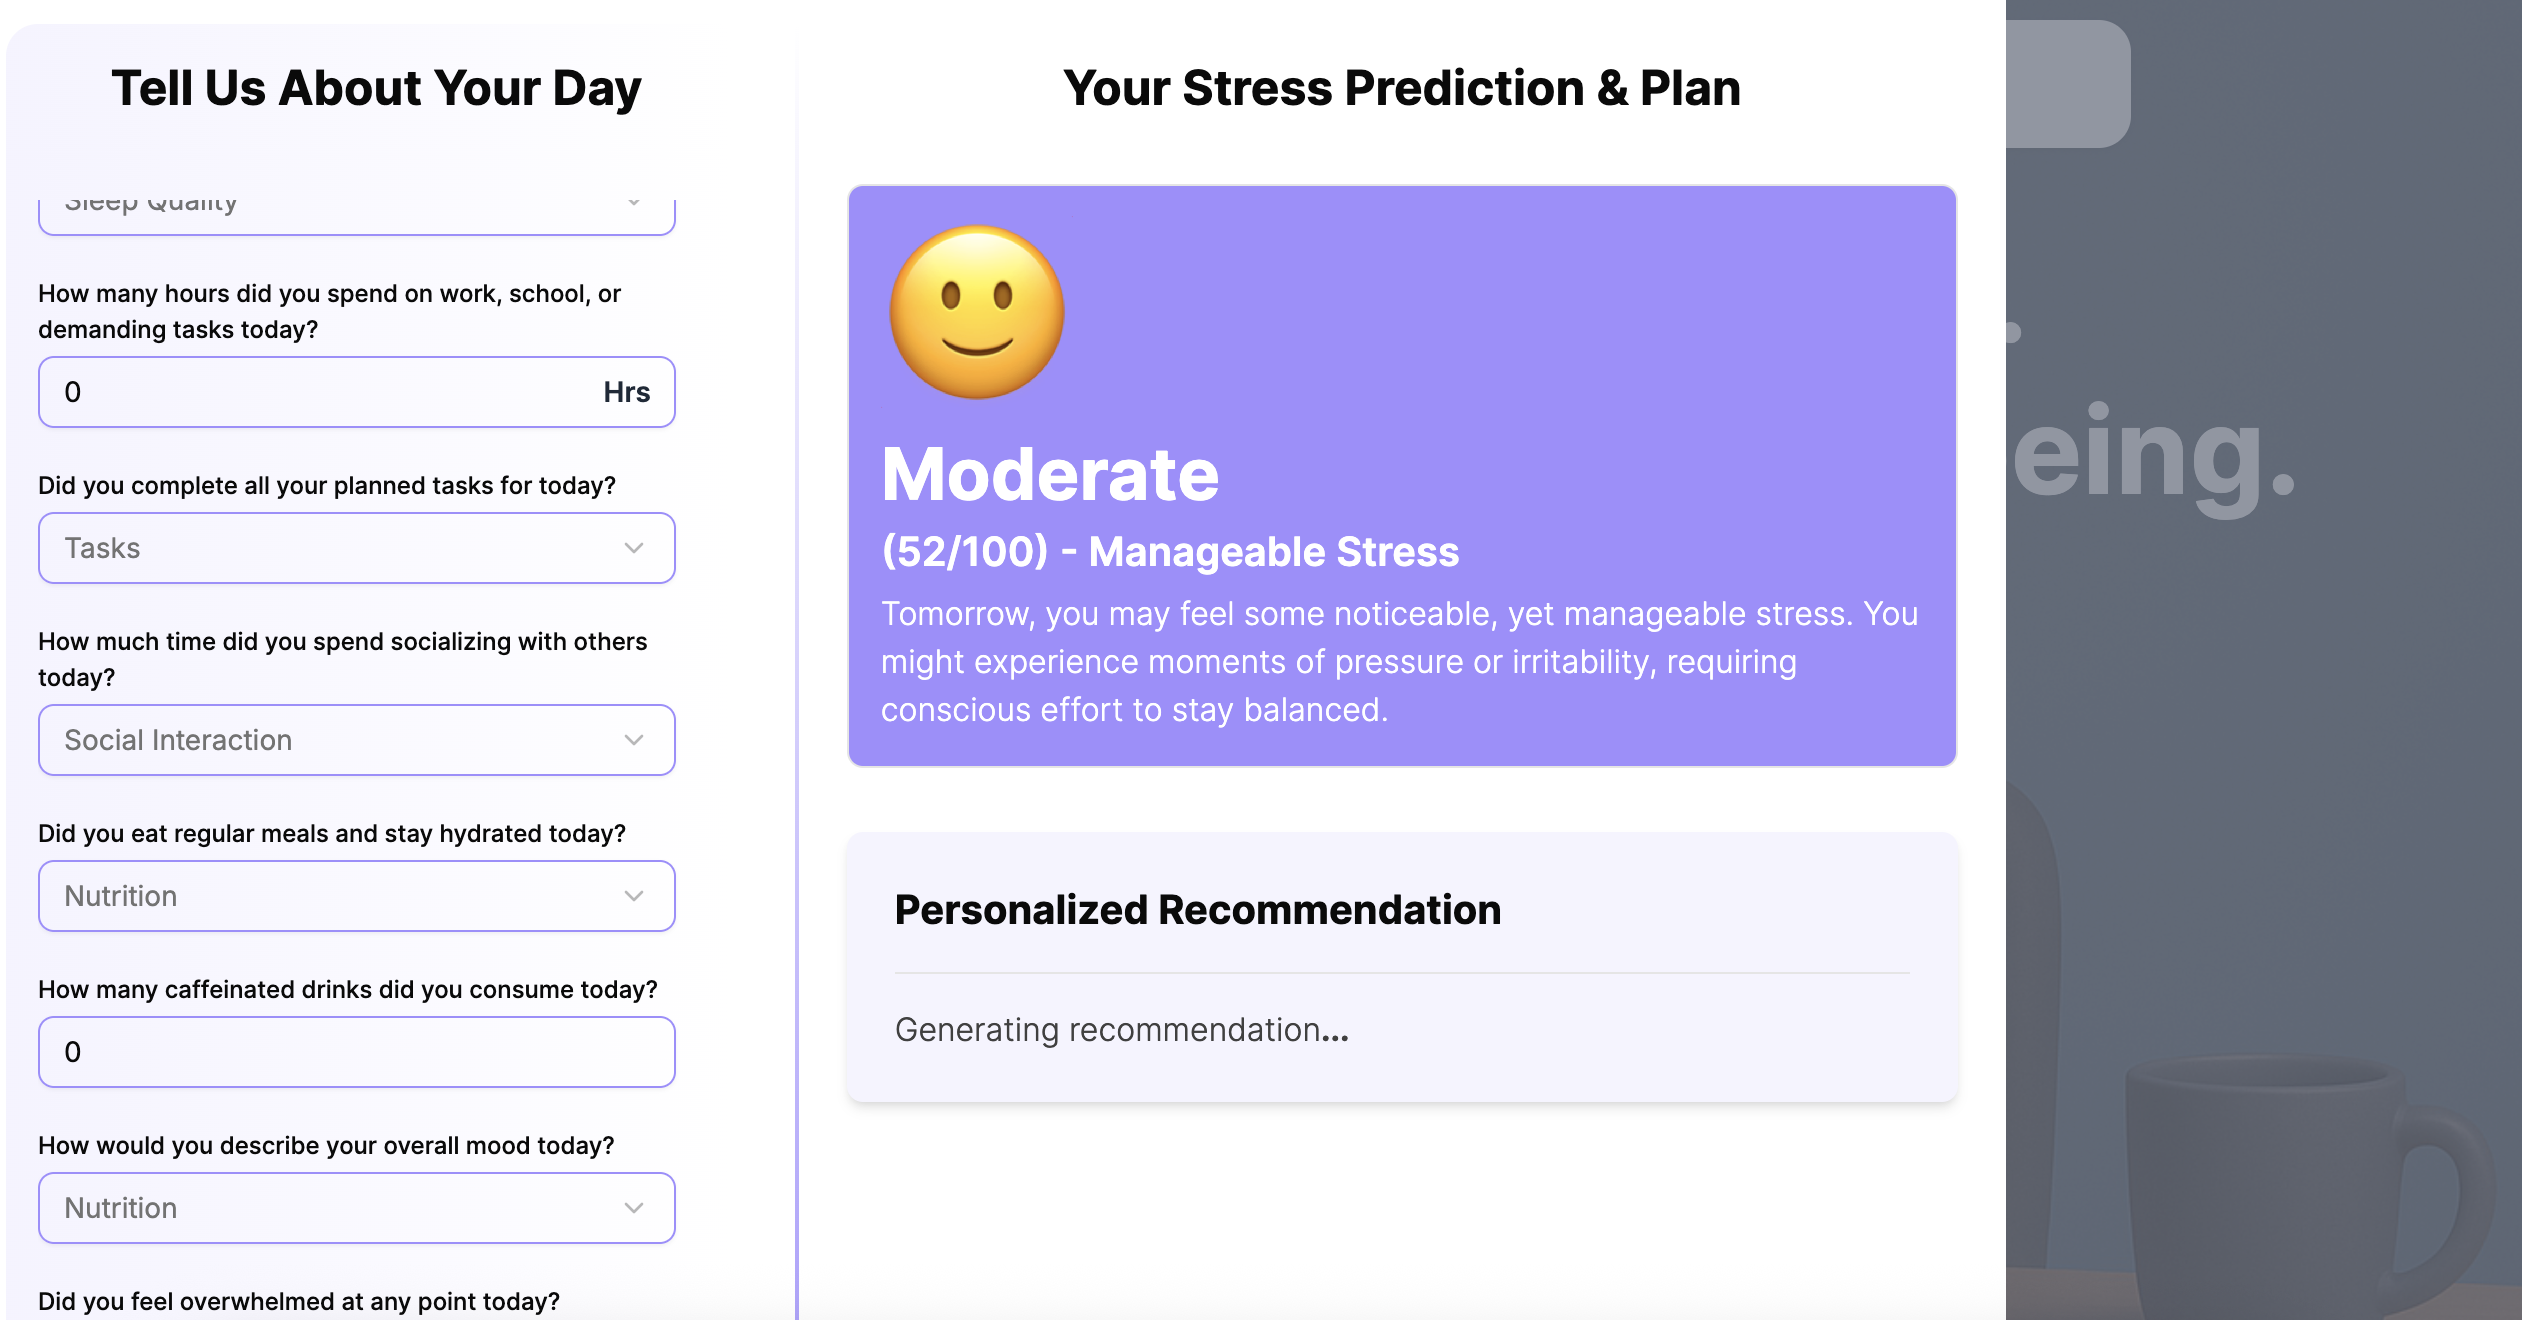 Tell Us About Your Day
Sleep Quality
How many hours did you spend on work, school, or
demanding tasks today?
0 Hrs
Did you complete all your planned tasks for today?
Tasks
How much time did you spend socializing with others
today?
Social Interaction
Did you eat regular meals and stay hydrated today?
Nutrition
How many caffeinated drinks did you consume today?
0
How would you describe your overall mood today?
Nutrition
Did you feel overwhelmed at any point today?
Your Stress Prediction & Plan
Moderate
(52/100) - Manageable Stress
Tomorrow, you may feel some noticeable, yet manageable stress. You
might experience moments of pressure or irritability, requiring
conscious effort to stay balanced.
Personalized Recommendation
Generating recommendation...
.
eing.